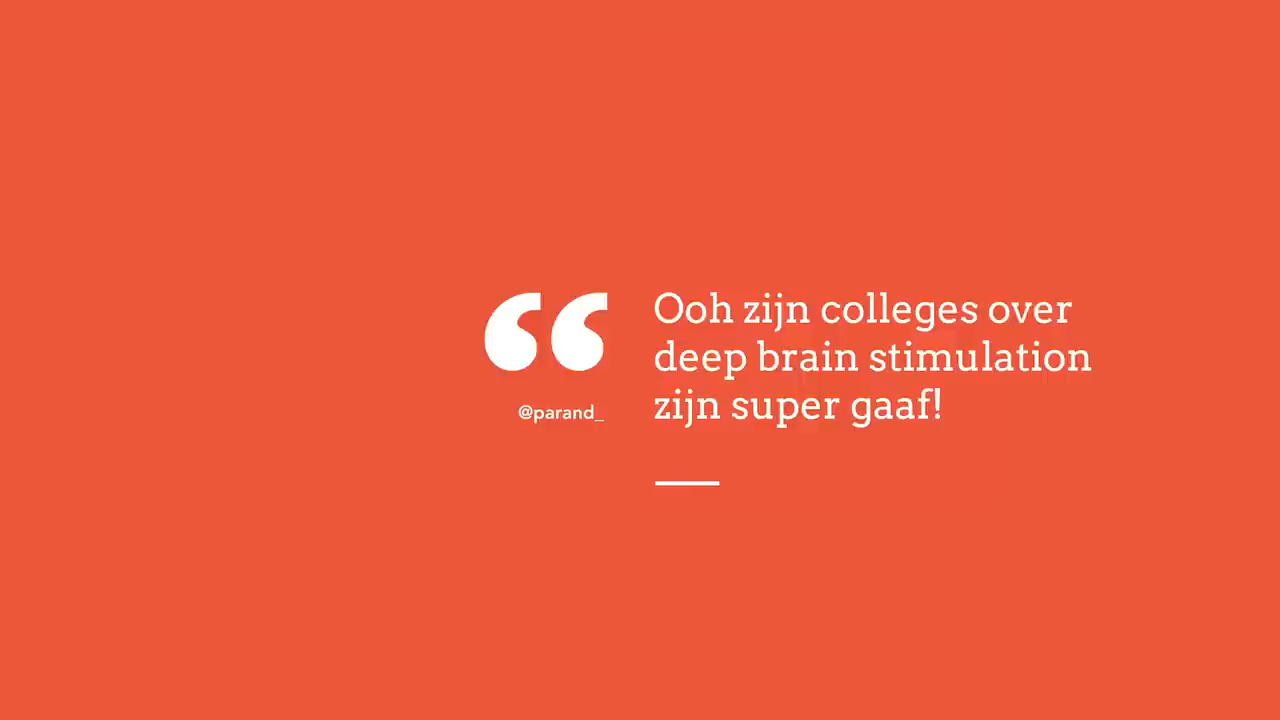 “
Ooh zijn colleges over
deep brain stimulation
zijn super gaaf!
@parand_